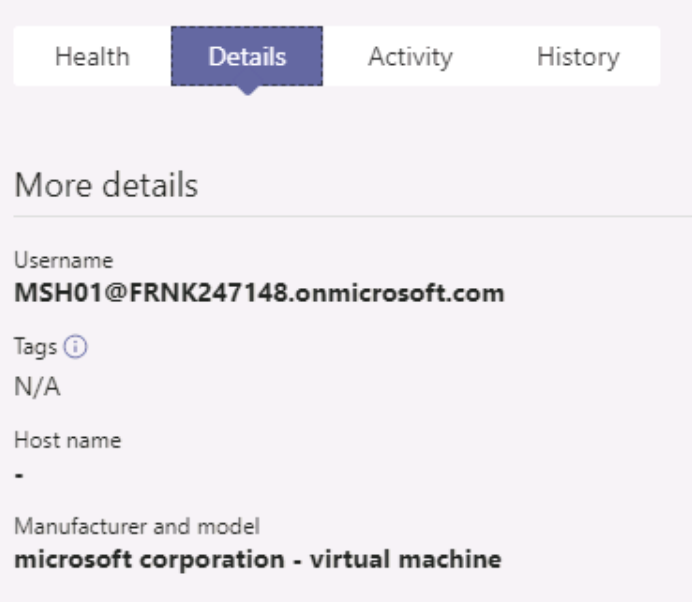 Health Details Activity History
More details
Username
MSH01@FRNK247148.onmicrosoft.com
Tags
N/A
Host name
-
Manufacturer and model
microsoft corporation - virtual machine